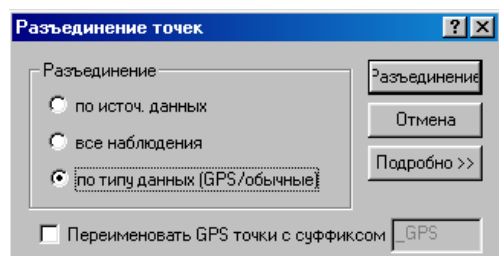 Разъединение точек
Разъединение
по источ. данных
все наблюдения
по типу данных (GPS/обычные)
Разъединение
Отмена
Подробно >>
Переименовать GPS точки с суффиксом _GPS